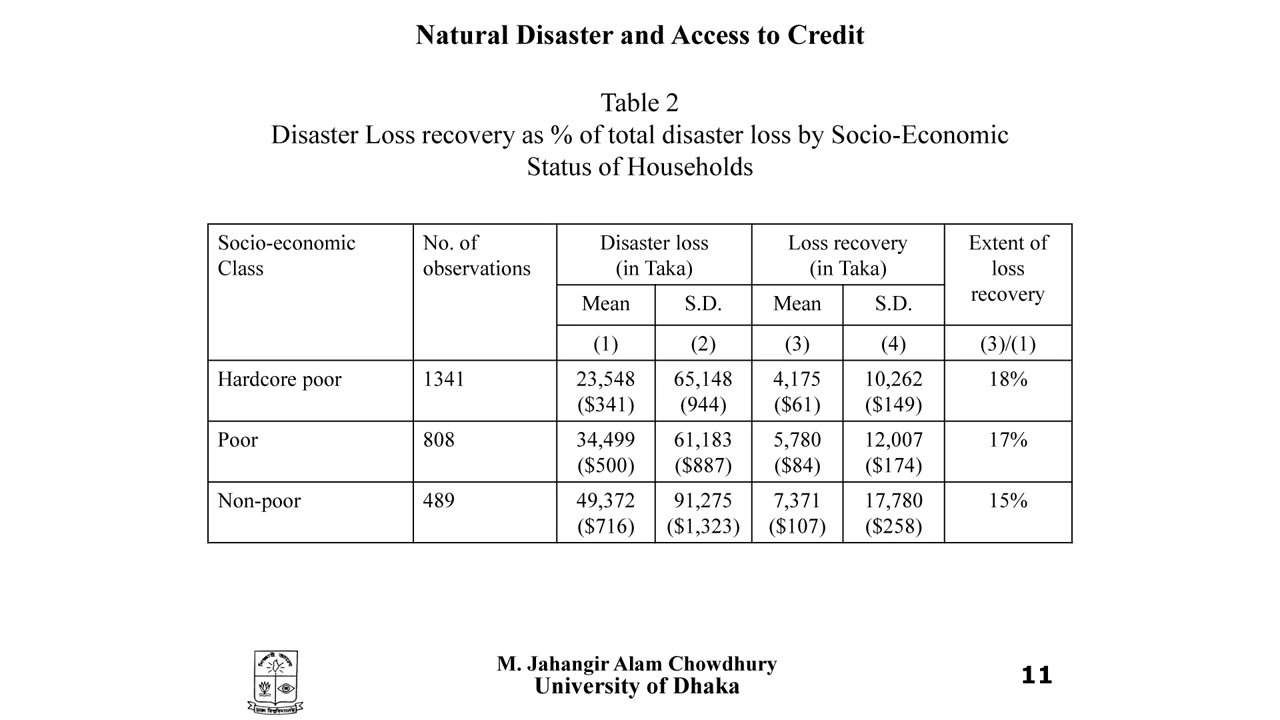 Natural Disaster and Access to Credit
Table 2
Disaster Loss recovery as % of total disaster loss by Socio-Economic
Status of Households
Socio-economic Class
No. of observations
Disaster loss (in Taka)
Loss recovery (in Taka)
Extent of loss recovery
Mean S.D. Mean S.D.
(1) (2) (3) (4) (3)/(1)
Hardcore poor 1341 23,548 65,148 4,175 10,262 18%
($341) (944) ($61) ($149)
Poor 808 34,499 61,183 5,780 12,007 17%
($500) ($887) ($84) ($174)
Non-poor 489 49,372 91,275 7,371 17,780 15%
($716) ($1,323) ($107) ($258)
M. Jahangir Alam Chowdhury
University of Dhaka
11